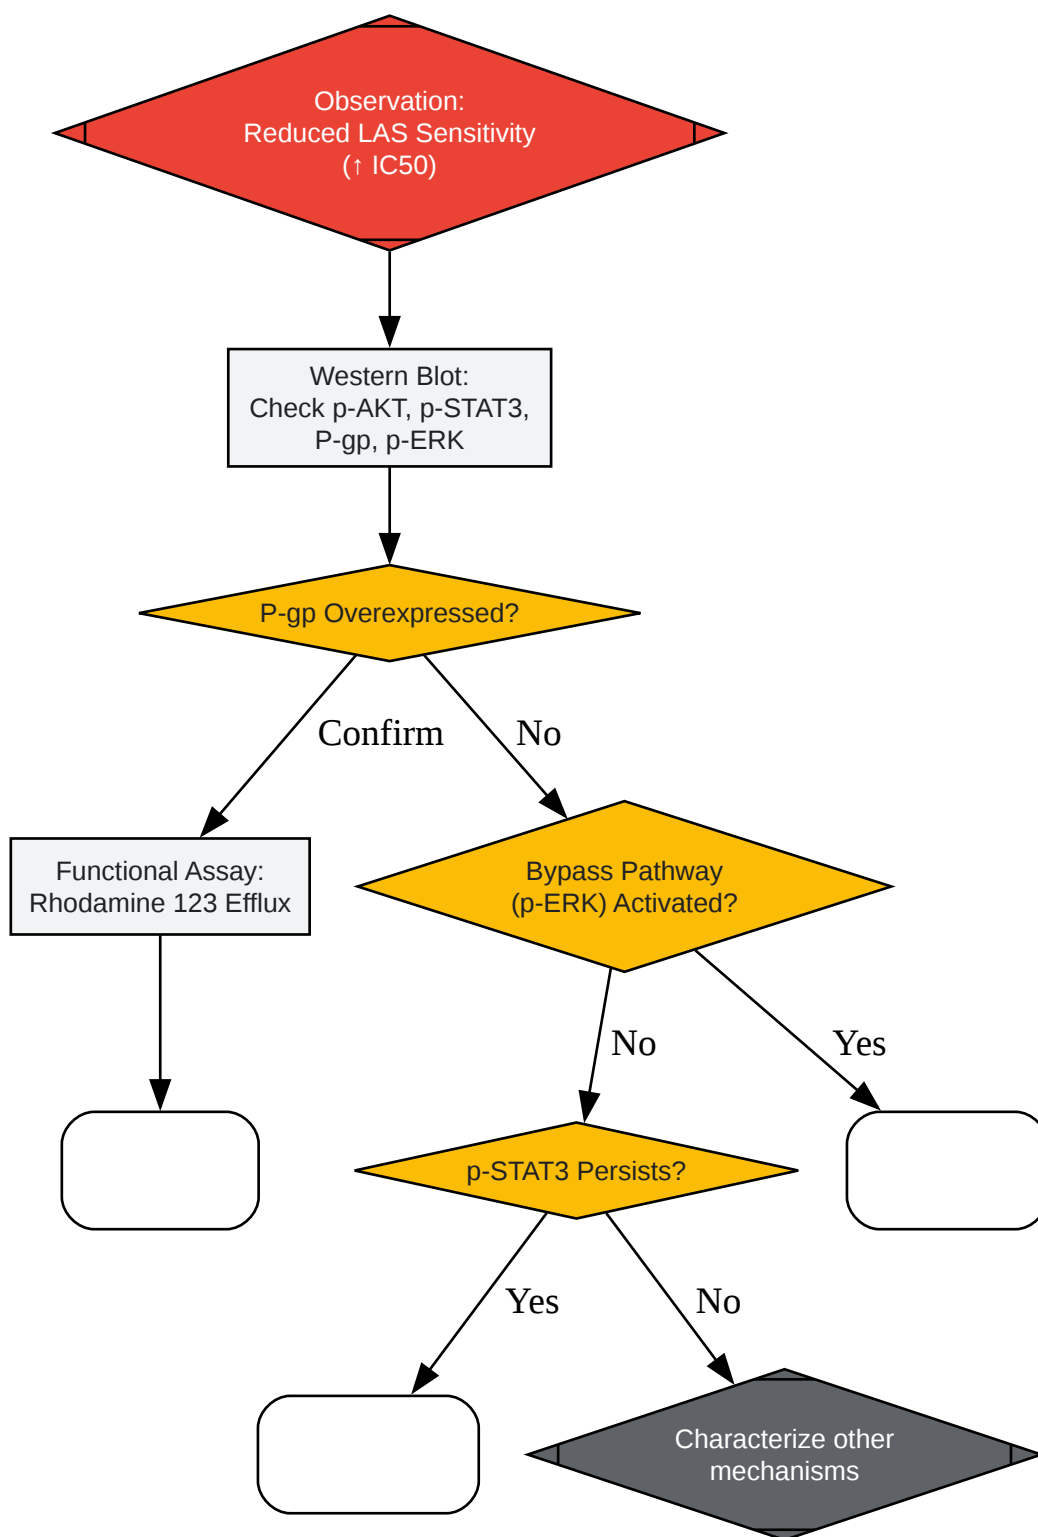 Observation:
Reduced LAS Sensitivity
(↑ IC50)
Western Blot:
Check p-AKT, p-STAT3,
P-gp, p-ERK
P-gp Overexpressed?
Confirm
No
Functional Assay:
Rhodamine 123 Efflux
Bypass Pathway
(p-ERK) Activated?
No
Yes
p-STAT3 Persists?
Yes
No
Characterize other
mechanisms